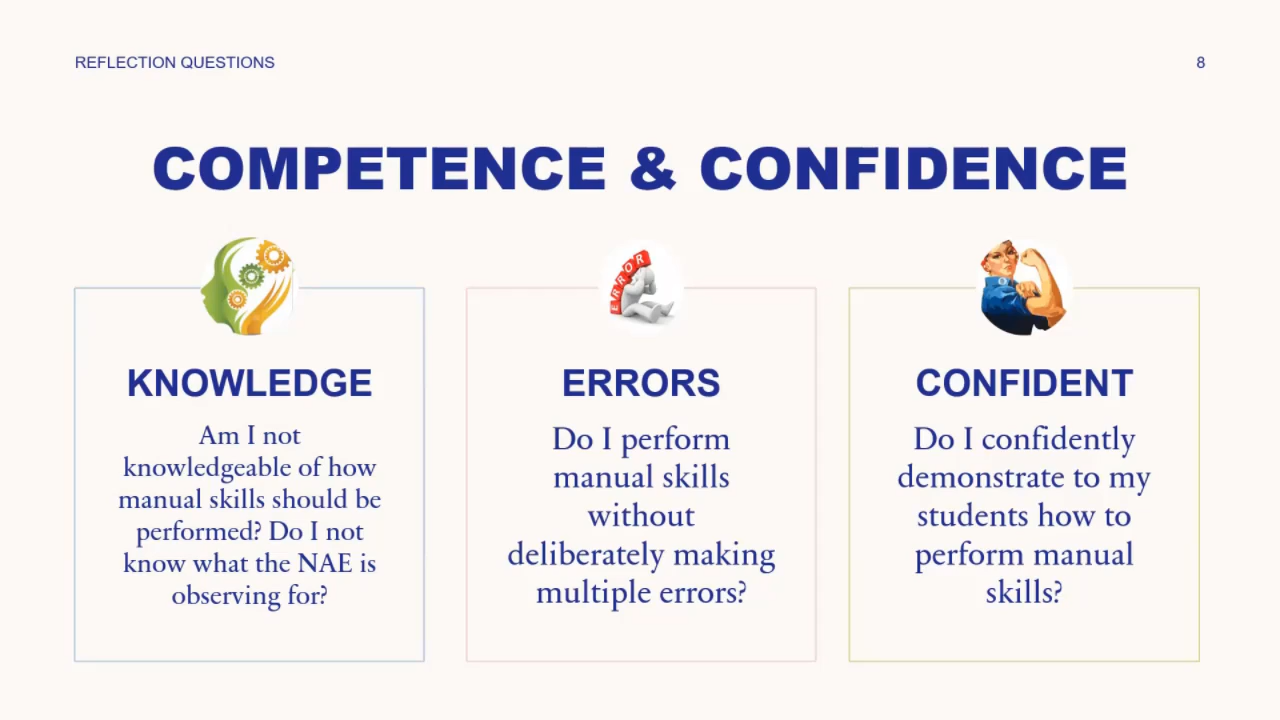 REFLECTION QUESTIONS
8
COMPETENCE & CONFIDENCE
KNOWLEDGE
Am I not
knowledgeable of how
manual skills should be
performed? Do I not
know what the NAE is
observing for?
ERROR
ERRORS
Do I perform
manual skills
without
deliberately making
multiple errors?
CONFIDENT
Do I confidently
demonstrate to my
students how to
perform manual
skills?